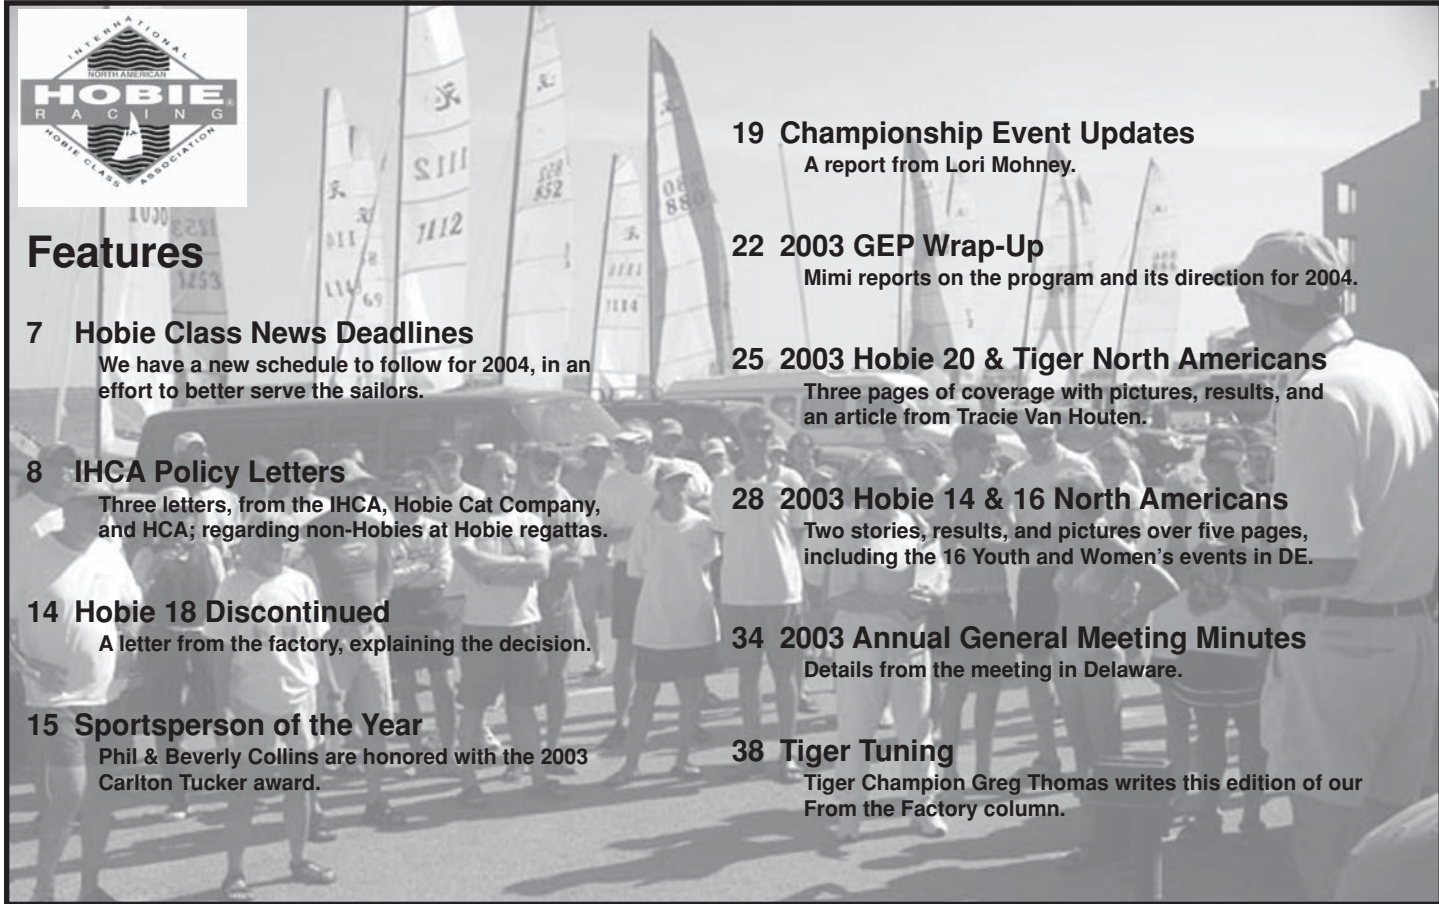 INTERNATIONAL
NORTH AMERICAN
HOBIE®
RACING
HOBIE CLASS ASSOCIATION
Features
7 Hobie Class News Deadlines
We have a new schedule to follow for 2004, in an
effort to better serve the sailors.
8 IHCA Policy Letters
Three letters, from the IHCA, Hobie Cat Company,
and HCA; regarding non-Hobies at Hobie regattas.
14 Hobie 18 Discontinued
A letter from the factory, explaining the decision.
15 Sportsperson of the Year
Phil & Beverly Collins are honored with the 2003
Carlton Tucker award.
19 Championship Event Updates
A report from Lori Mohney.
22 2003 GEP Wrap-Up
Mimi reports on the program and its direction for 2004.
25 2003 Hobie 20 & Tiger North Americans
Three pages of coverage with pictures, results, and
an article from Tracie Van Houten.
28 2003 Hobie 14 & 16 North Americans
Two stories, results, and pictures over five pages,
including the 16 Youth and Women's events in DE.
34 2003 Annual General Meeting Minutes
Details from the meeting in Delaware.
38 Tiger Tuning
Tiger Champion Greg Thomas writes this edition of our
From the Factory column.
1112
1112
1253
1114